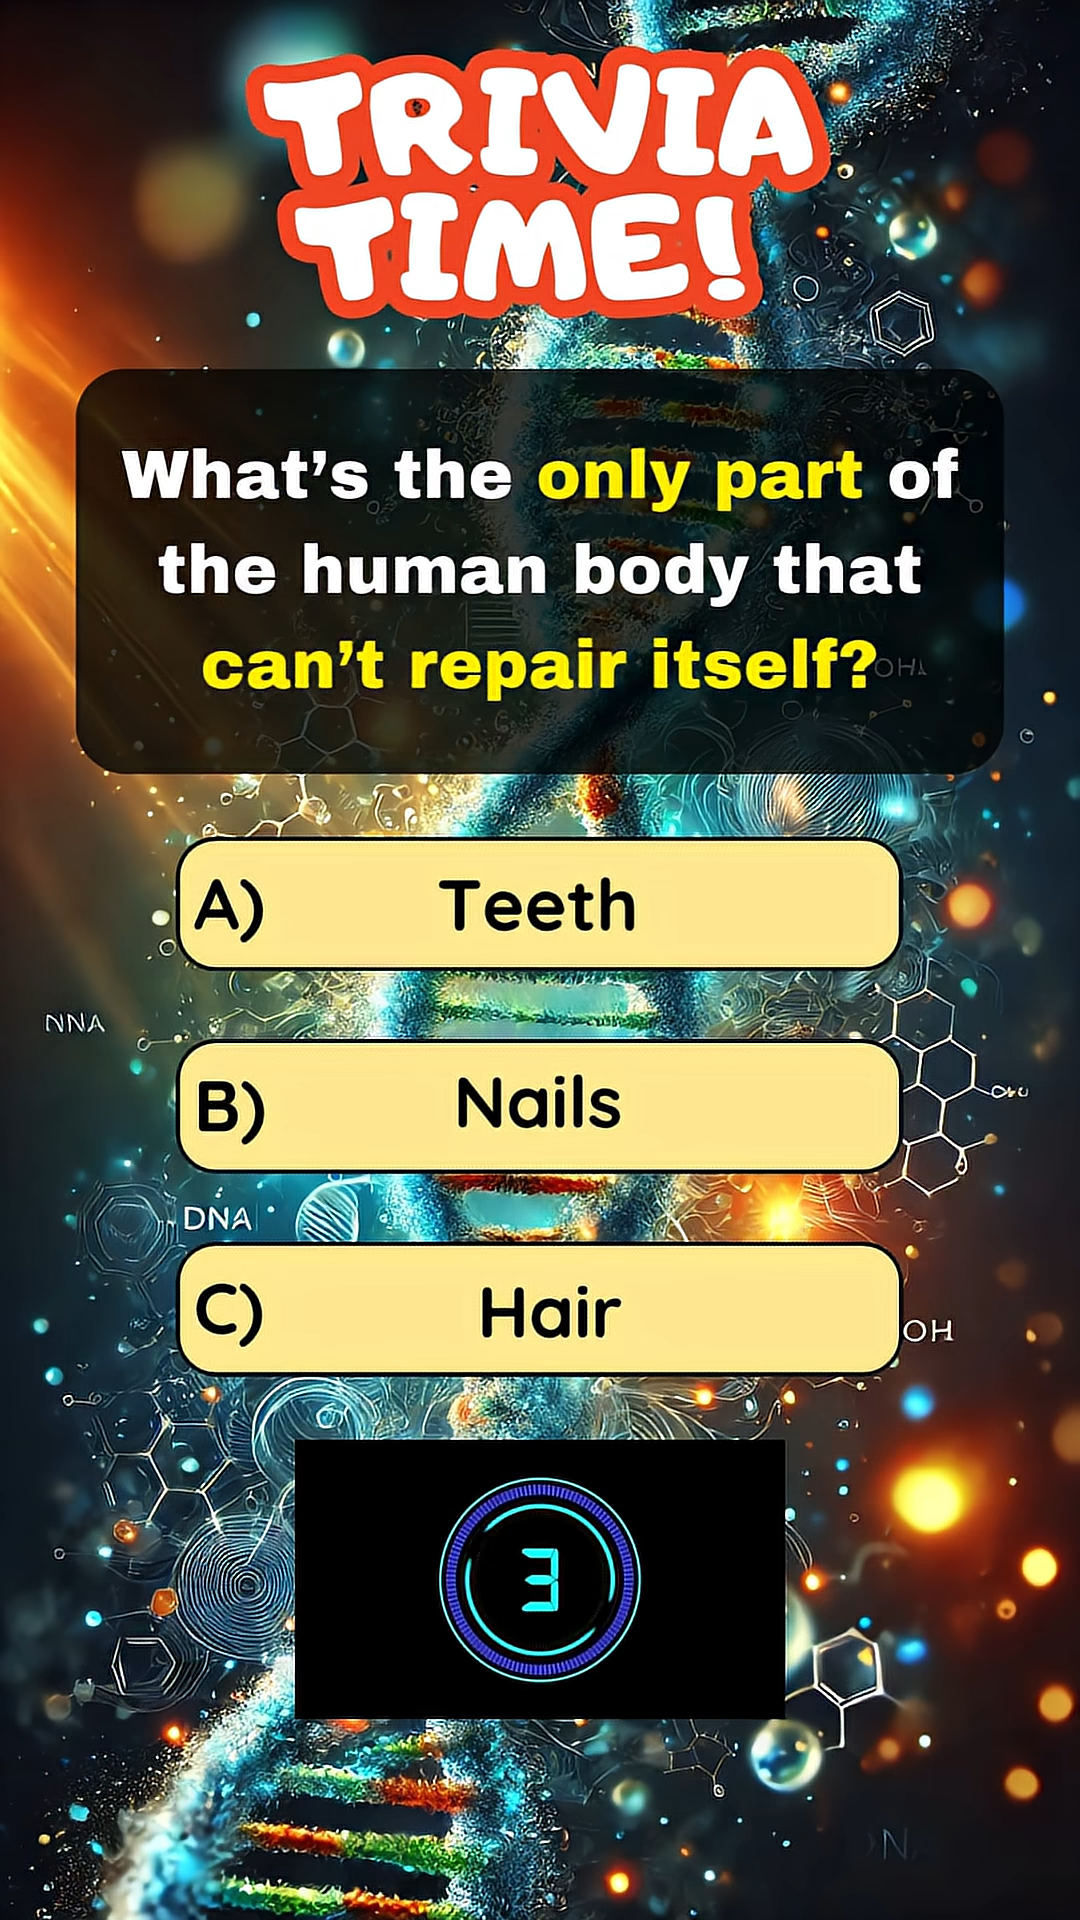 TRIVIA
TIME!
What's the only part of
the human body that
can't repair itself?
OH
A) Teeth
NNA
B) Nails
DNA
C) Hair
OH
3
N